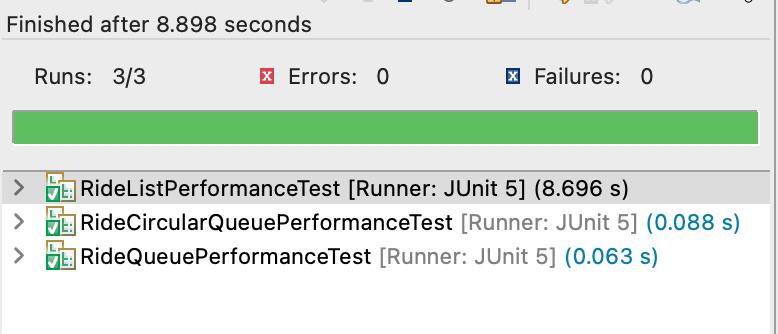 Finished after 8.898 seconds
Runs: 3/3 Errors: 0 Failures: 0
RideListPerformanceTest [Runner: JUnit 5] (8.696 s)
RideCircularQueuePerformanceTest [Runner: JUnit 5] (0.088 s)
RideQueuePerformanceTest [Runner: JUnit 5] (0.063 s)